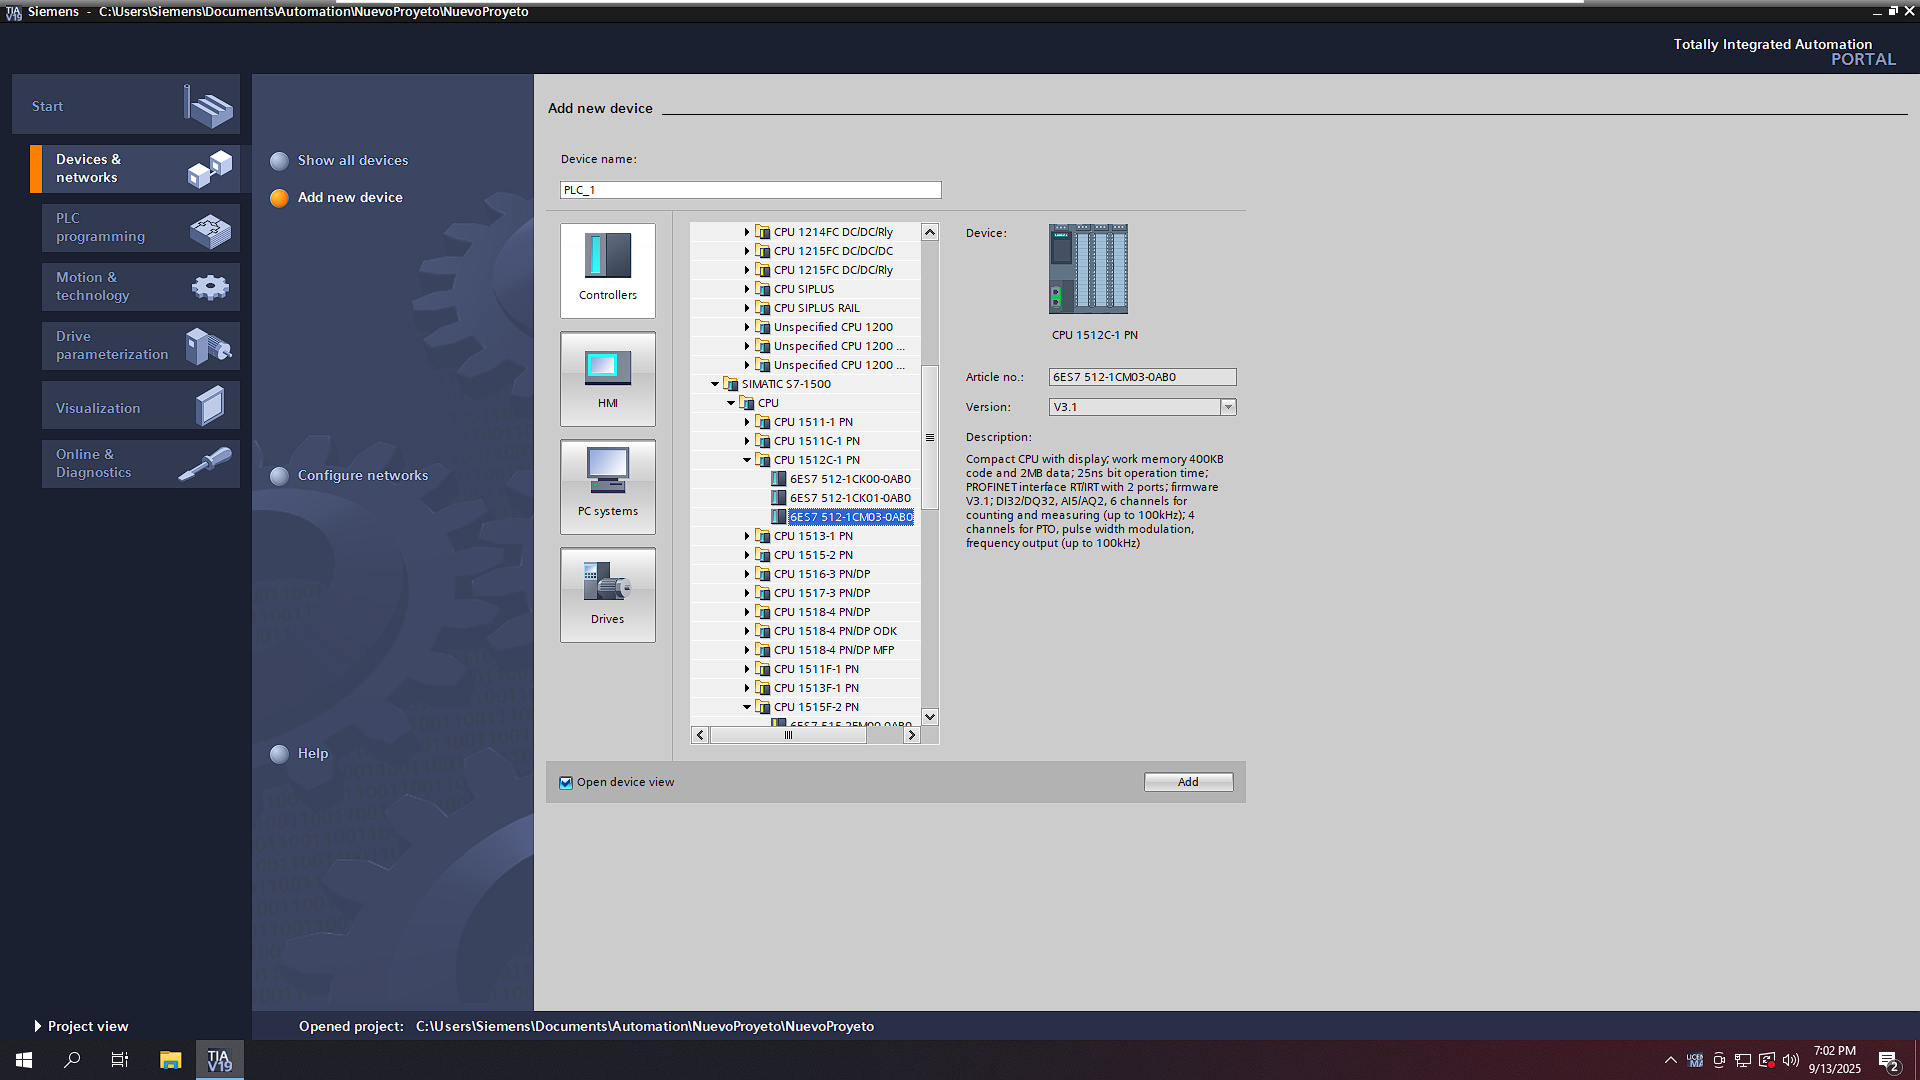 Siemens - C:\Users\Siemens\Documents\Automation\NuevoProyeto\NuevoProyeto
Totally Integrated Automation
PORTAL
Start
Devices &
networks
PLC
programming
Motion &
technology
Drive
parameterization
Visualization
Online &
Diagnostics
Show all devices
Add new device
Configure networks
Help
Add new device
Device name:
PLC_1
Controllers
HMI
PC systems
Drives
CPU 1214FC DC/DC/Rly
CPU 1215FC DC/DC/DC
CPU 1215FC DC/DC/Rly
CPU SIPLUS
CPU SIPLUS RAIL
Unspecified CPU 1200
Unspecified CPU 1200 ...
Unspecified CPU 1200 ...
SIMATIC S7-1500
CPU
CPU 1511-1 PN
CPU 1511C-1 PN
CPU 1512C-1 PN
6ES7 512-1CK00-0AB0
6ES7 512-1CK01-0AB0
6ES7 512-1CM03-0AB0
CPU 1513-1 PN
CPU 1515-2 PN
CPU 1516-3 PN/DP
CPU 1517-3 PN/DP
CPU 1518-4 PN/DP
CPU 1518-4 PN/DP ODK
CPU 1518-4 PN/DP MFP
CPU 1511F-1 PN
CPU 1513F-1 PN
CPU 1515F-2 PN
6ES7 515-2FM00-0AB0
Device:
CPU 1512C-1 PN
Article no.:
6ES7 512-1CM03-0AB0
Version:
V3.1
Description:
Compact CPU with display; work memory 400KB
code and 2MB data; 25ns bit operation time;
PROFINET interface RT/IRT with 2 ports; firmware
V3.1; DI32/DQ32, AI5/AQ2, 6 channels for
counting and measuring (up to 100kHz); 4
channels for PTO, pulse width modulation,
frequency output (up to 100kHz)
Open device view
Add
Project view
Opened project: C:\Users\Siemens\Documents\Automation\NuevoProyeto\NuevoProyeto
TIA
V19
7:02 PM
9/13/2025
2